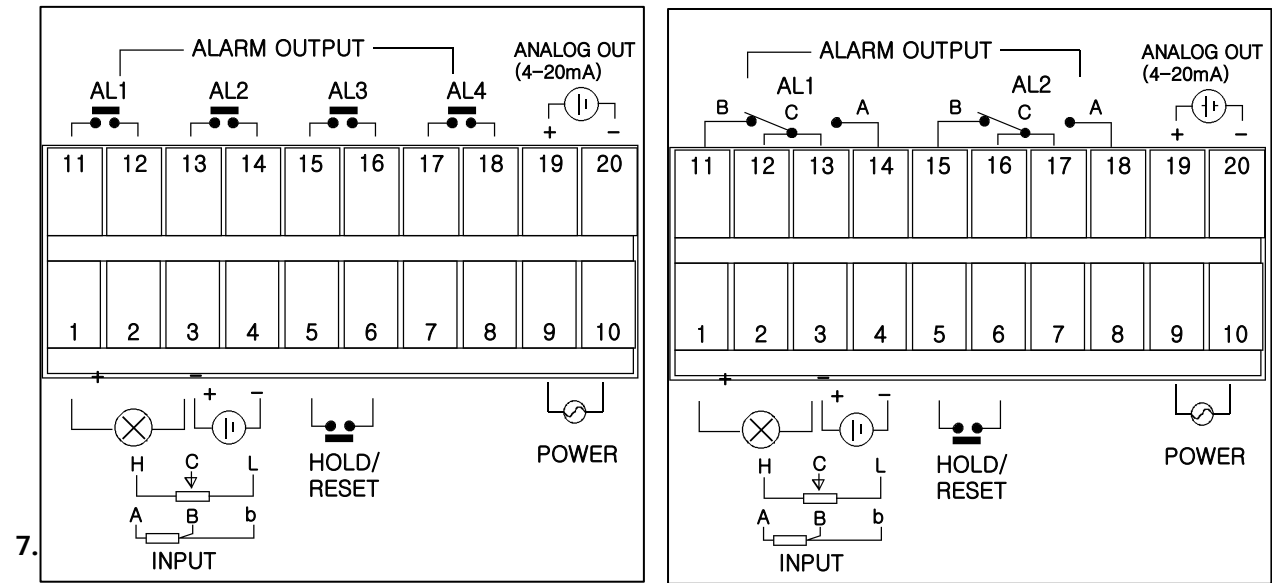 ALARM OUTPUT ANALOG OUT
(4-20mA)
AL1 AL2 AL3 AL4
+ −
11 12 13 14 15 16 17 18 19 20
1 2 3 4 5 6 7 8 9 10
+ − + −
H C L HOLD/ POWER
RESET
A B b
INPUT
7.
ALARM OUTPUT ANALOG OUT
(4-20mA)
AL1 AL2
B C A B C A
+ −
11 12 13 14 15 16 17 18 19 20
1 2 3 4 5 6 7 8 9 10
+ − + −
H C L HOLD/ POWER
RESET
A B b
INPUT